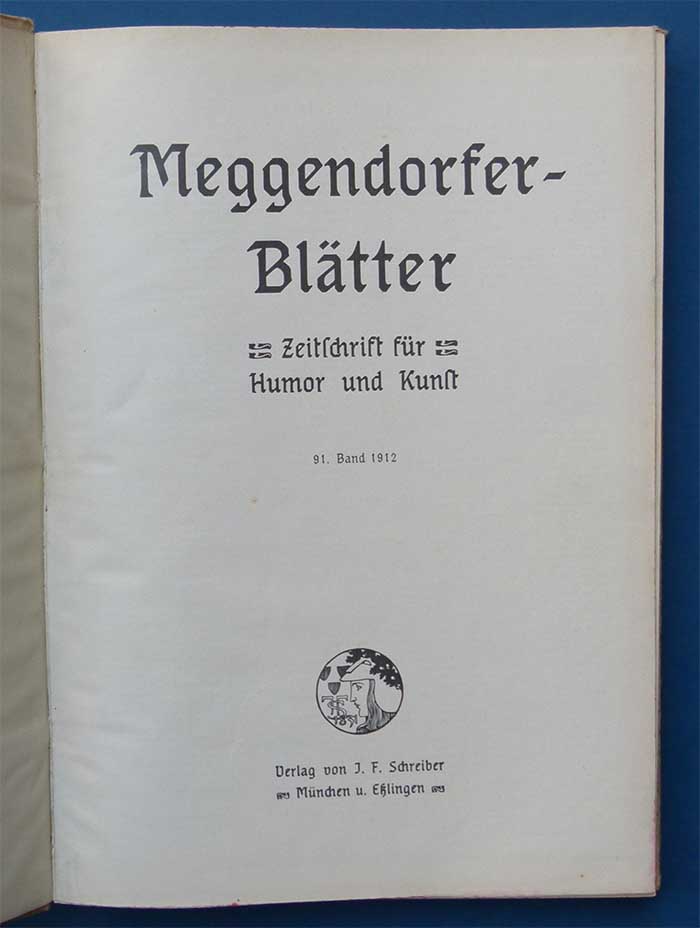 Meggendorfer-
Blätter
Zeitſchrift für
Humor und Kunſt
91. Band 1912
Verlag von J. F. Schreiber
München u. Eßlingen